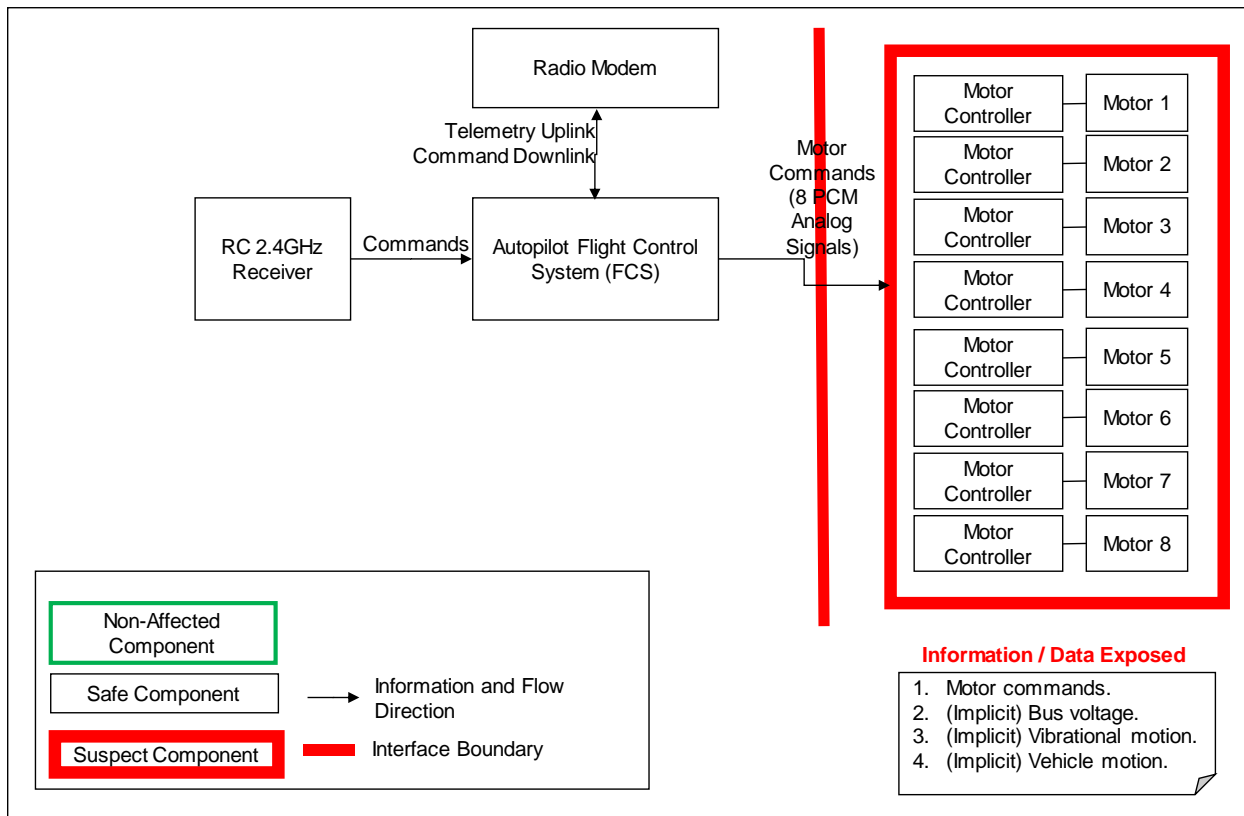 Radio Modem
Telemetry Uplink
Command Downlink
RC 2.4GHz
Receiver
Commands
Autopilot Flight Control
System (FCS)
Motor
Commands
(8 PCM
Analog
Signals)
Motor
Controller
Motor 1
Motor
Controller
Motor 2
Motor
Controller
Motor 3
Motor
Controller
Motor 4
Motor
Controller
Motor 5
Motor
Controller
Motor 6
Motor
Controller
Motor 7
Motor
Controller
Motor 8
Non-Affected
Component
Safe Component
Suspect Component
Information and Flow
Direction
Interface Boundary
Information / Data Exposed
1. Motor commands.
2. (Implicit) Bus voltage.
3. (Implicit) Vibrational motion.
4. (Implicit) Vehicle motion.